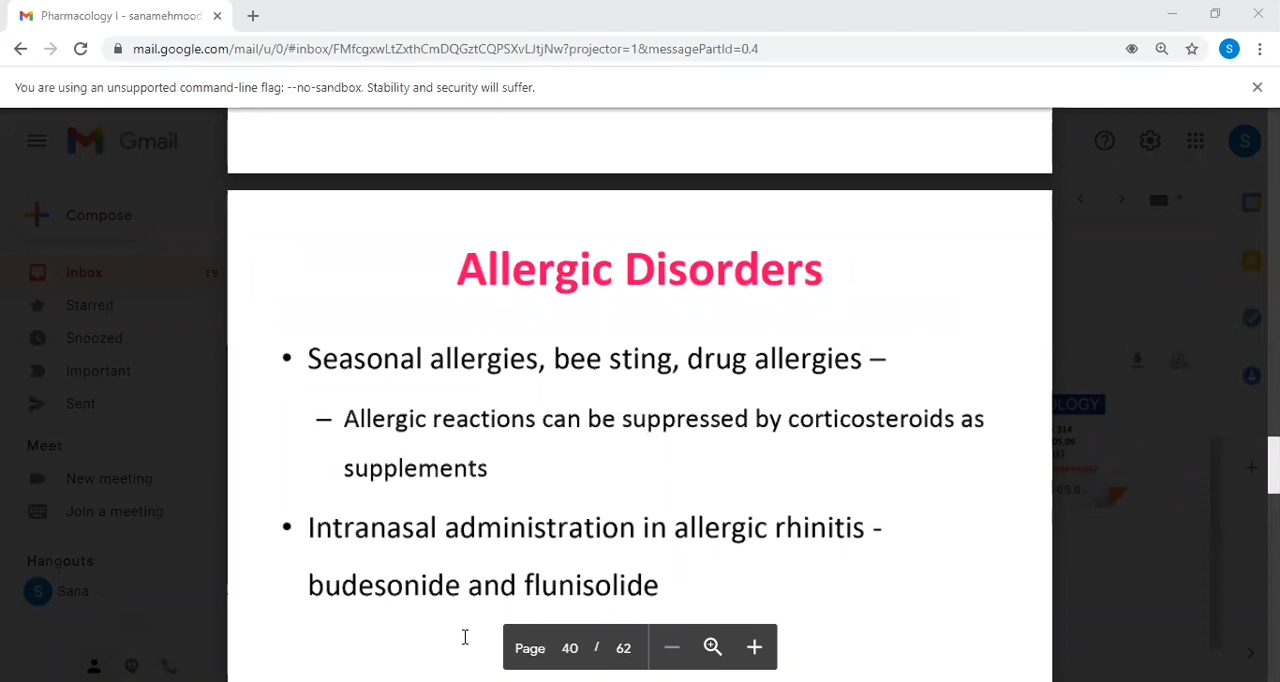 Pharmacology I - sanamehmood
mail.google.com/mail/u/0/#inbox/FMfcgxwLtZxthCmDQGztCQPSXvLJtjNw?projector=1&messagePartId=0.4
S
You are using an unsupported command-line flag: --no-sandbox. Stability and security will suffer.
Gmail
S
Compose
Inbox 19
Starred
Snoozed
Important
Sent
Meet
New meeting
Join a meeting
Hangouts
S Sana
Allergic Disorders
• Seasonal allergies, bee sting, drug allergies –
– Allergic reactions can be suppressed by corticosteroids as
supplements
• Intranasal administration in allergic rhinitis -
budesonide and flunisolide
Page 40 / 62
OLOGY
314